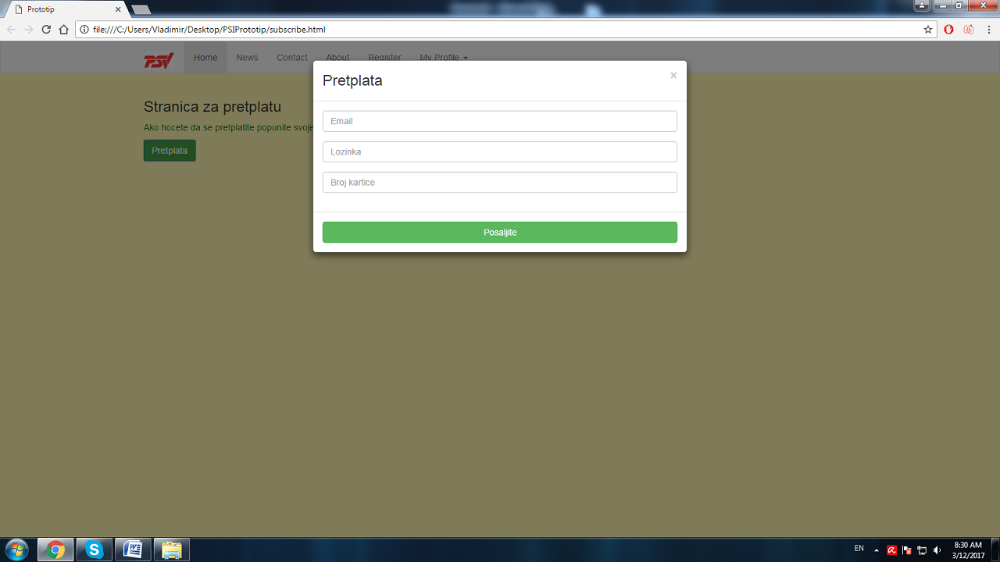 Prototip
file:///C:/Users/Vladimir/Desktop/PSIPrototip/subscribe.html
PSV
Home
News
Contact
About
Register
My Profile
Pretplata
×
Stranica za pretplatu
Ako hocete da se pretplatite popunite svoje
Pretplata
Email
Lozinka
Broj kartice
Posaljite
EN
8:30 AM
3/12/2017